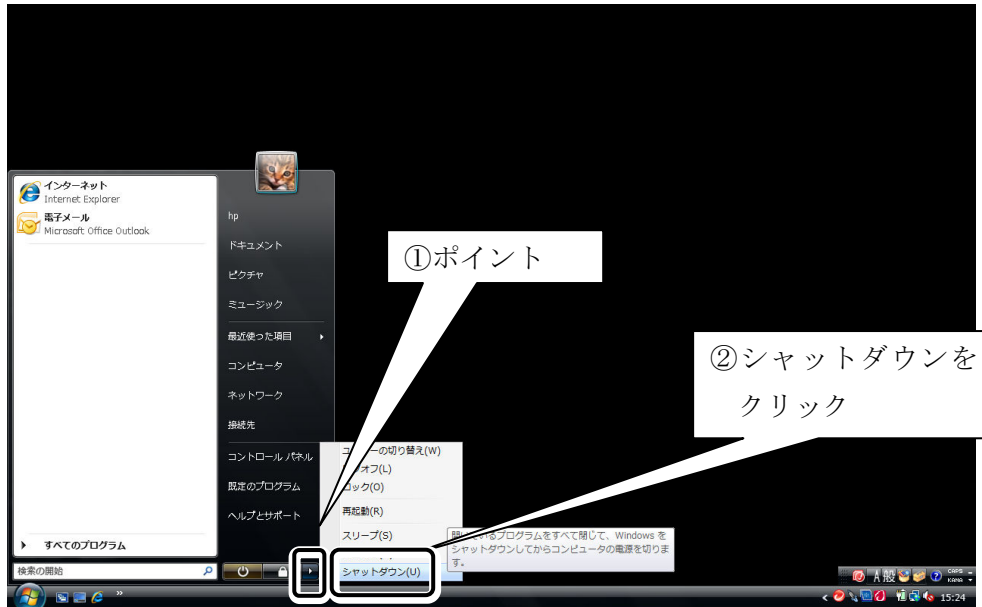 インターネット
Internet Explorer
電子メール
Microsoft Office Outlook
すべてのプログラム
検索の開始
hp
ドキュメント
ピクチャ
ミュージック
最近使った項目
コンピュータ
ネットワーク
接続先
コントロール パネル
既定のプログラム
ヘルプとサポート
①ポイント
②シャットダウンを
クリック
の切り替え(W)
オフ(L)
ック(O)
再起動(R)
スリープ(S)
シャットダウン(U)
いるプログラムをすべて閉じて、Windows を
シャットダウンしてからコンピュータの電源を切りま
す。
A 般
CAPS
KANA
15:24